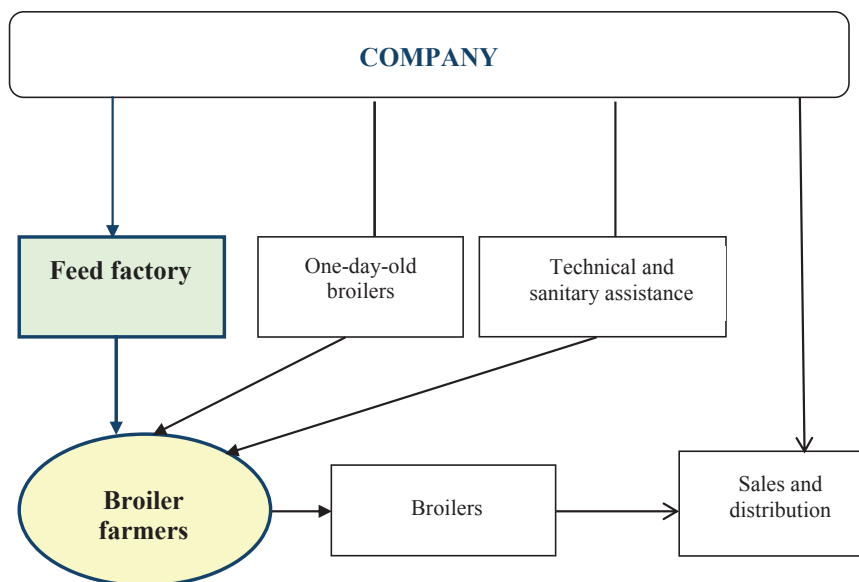 COMPANY
Feed factory
One-day-old
broilers
Technical and
sanitary assistance
Broiler
farmers
Broilers
Sales and
distribution